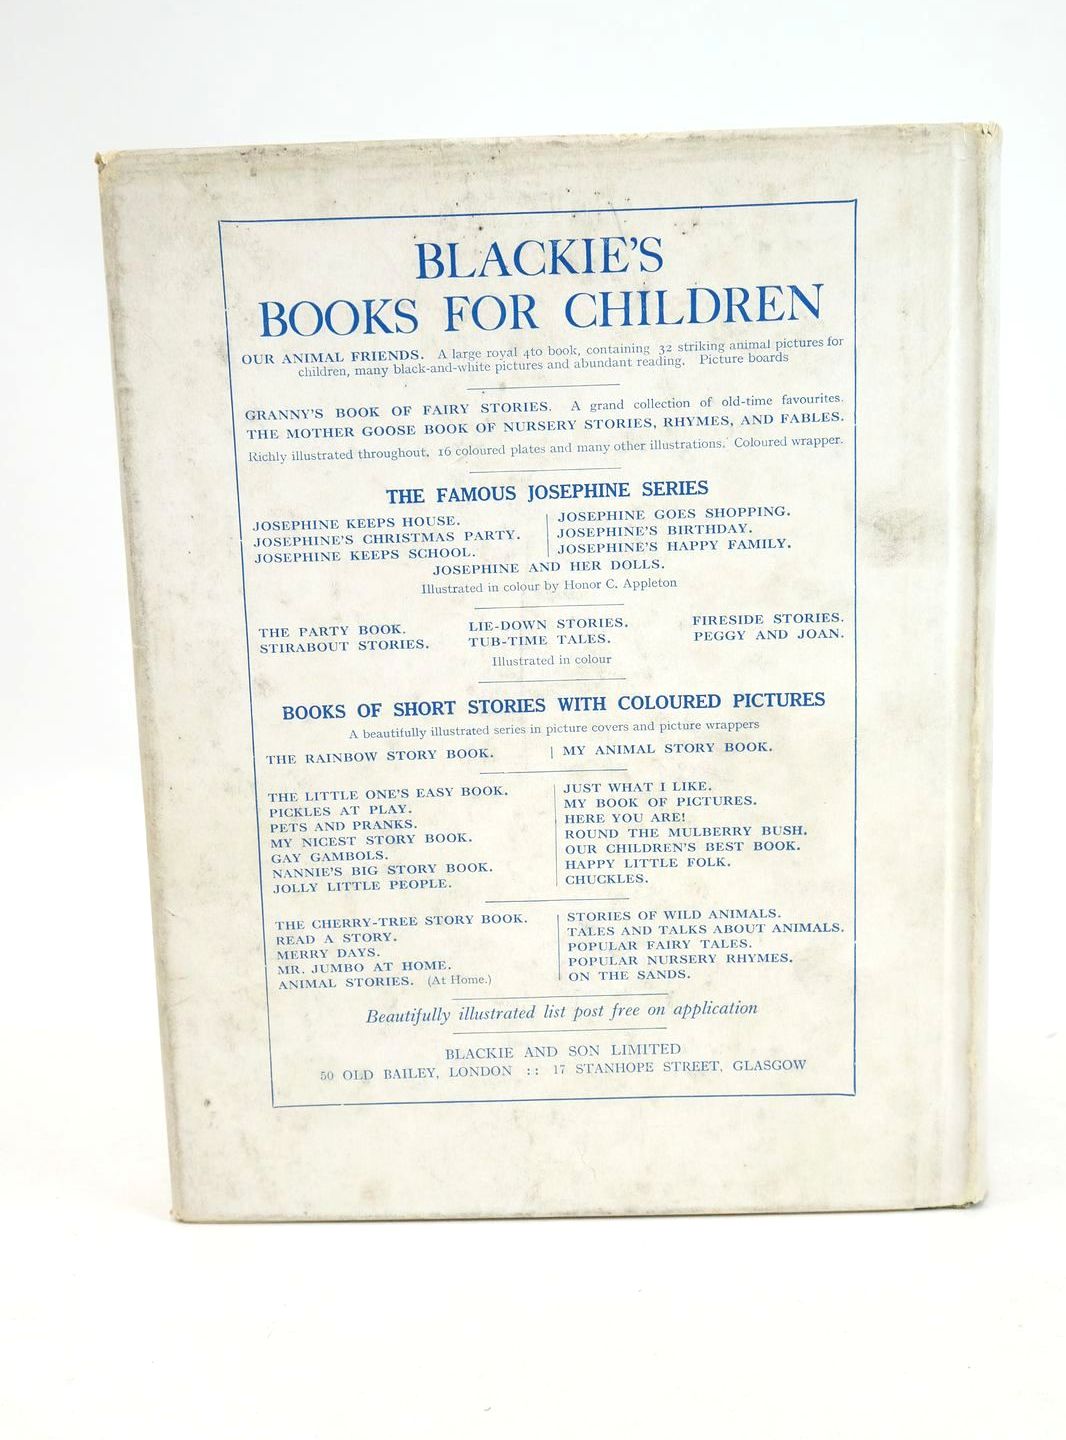 BLACKIE'S
BOOKS FOR CHILDREN
OUR ANIMAL FRIENDS. A large royal 4to book, containing 32 striking animal pictures for
children, many black-and-white pictures and abundant reading. Picture boards
GRANNY'S BOOK OF FAIRY STORIES. A grand collection of old-time favourites.
THE MOTHER GOOSE BOOK OF NURSERY STORIES, RHYMES, AND FABLES.
Richly illustrated throughout, 16 coloured plates and many other illustrations. Coloured wrapper.
THE FAMOUS JOSEPHINE SERIES
JOSEPHINE KEEPS HOUSE.
JOSEPHINE'S CHRISTMAS PARTY.
JOSEPHINE KEEPS SCHOOL.
JOSEPHINE GOES SHOPPING.
JOSEPHINE'S BIRTHDAY.
JOSEPHINE'S HAPPY FAMILY.
JOSEPHINE AND HER DOLLS.
Illustrated in colour by Honor C. Appleton
THE PARTY BOOK.
STIRABOUT STORIES.
LIE-DOWN STORIES.
TUB-TIME TALES.
FIRESIDE STORIES.
PEGGY AND JOAN.
Illustrated in colour
BOOKS OF SHORT STORIES WITH COLOURED PICTURES
A beautifully illustrated series in picture covers and picture wrappers
THE RAINBOW STORY BOOK.
MY ANIMAL STORY BOOK.
THE LITTLE ONE'S EASY BOOK.
PICKLES AT PLAY.
PETS AND PRANKS.
MY NICEST STORY BOOK.
GAY GAMBOLS.
NANNIE'S BIG STORY BOOK.
JOLLY LITTLE PEOPLE.
JUST WHAT I LIKE.
MY BOOK OF PICTURES.
HERE YOU ARE!
ROUND THE MULBERRY BUSH.
OUR CHILDREN'S BEST BOOK.
HAPPY LITTLE FOLK.
CHUCKLES.
THE CHERRY-TREE STORY BOOK.
READ A STORY.
MERRY DAYS.
MR. JUMBO AT HOME.
ANIMAL STORIES. (At Home.)
STORIES OF WILD ANIMALS.
TALES AND TALKS ABOUT ANIMALS.
POPULAR FAIRY TALES.
POPULAR NURSERY RHYMES.
ON THE SANDS.
Beautifully illustrated list post free on application
BLACKIE AND SON LIMITED
50 OLD BAILEY, LONDON :: 17 STANHOPE STREET, GLASGOW